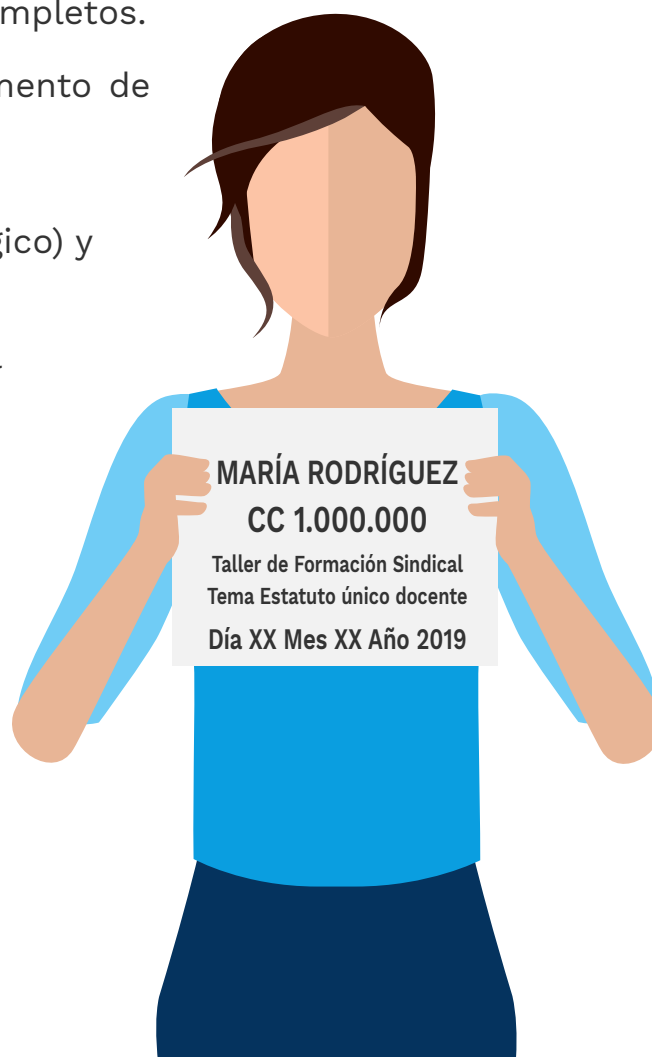 mpletos.
mento de
gico) y
MARÍA RODRÍGUEZ
CC 1.000.000
Taller de Formación Sindical
Tema Estatuto único docente
Día XX Mes XX Año 2019